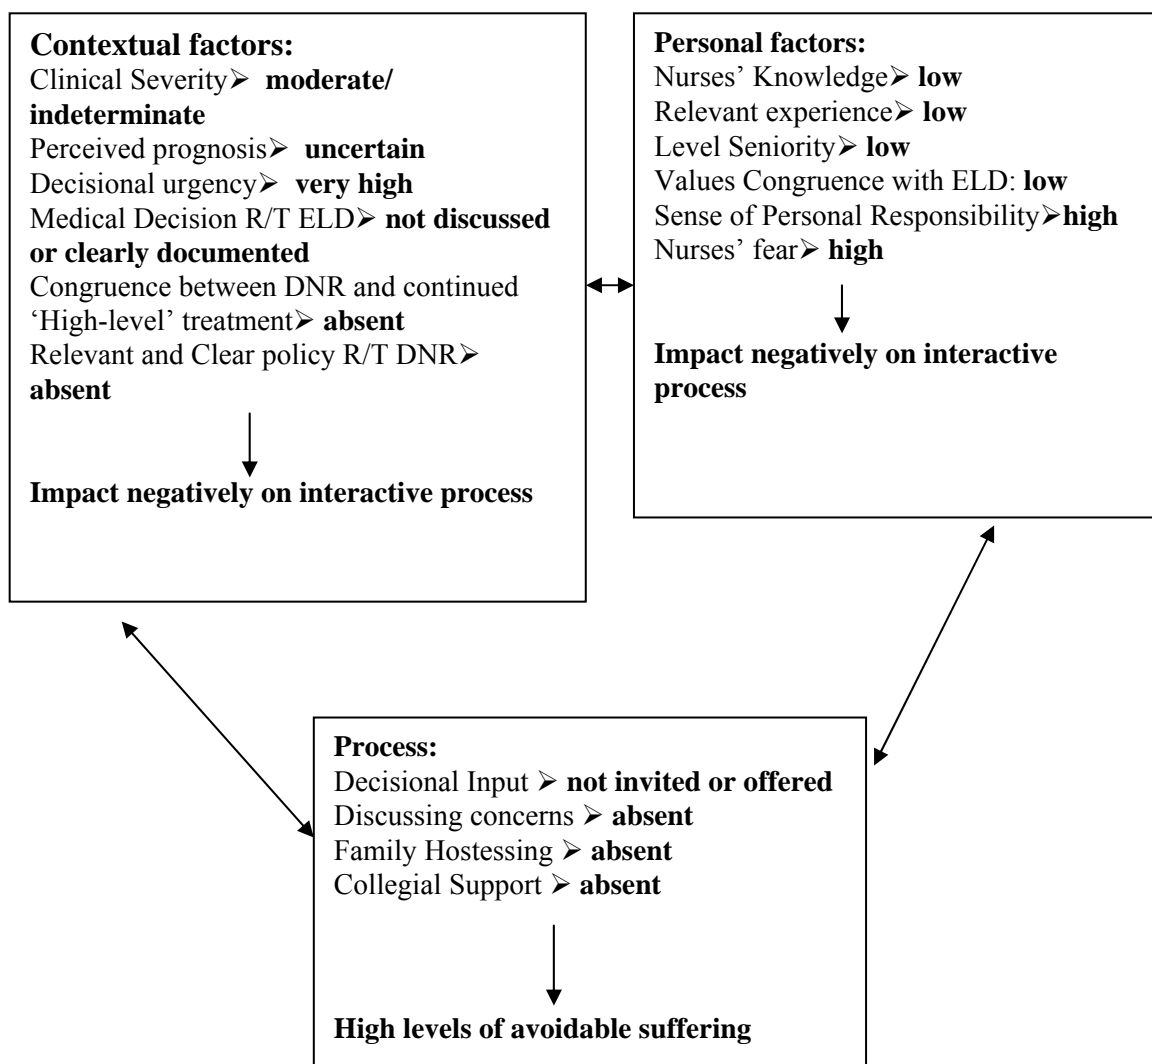 Contextual factors:
Clinical Severity➢ moderate/
indeterminate
Perceived prognosis➢ uncertain
Decisional urgency➢ very high
Medical Decision R/T ELD➢ not discussed
or clearly documented
Congruence between DNR and continued
‘High-level’ treatment➢ absent
Relevant and Clear policy R/T DNR➢
absent
Impact negatively on interactive process
Personal factors:
Nurses’ Knowledge➢ low
Relevant experience➢ low
Level Seniority➢ low
Values Congruence with ELD: low
Sense of Personal Responsibility➢high
Nurses’ fear➢ high
Impact negatively on interactive
process
Process:
Decisional Input ➢ not invited or offered
Discussing concerns ➢ absent
Family Hostessing ➢ absent
Collegial Support ➢ absent
High levels of avoidable suffering